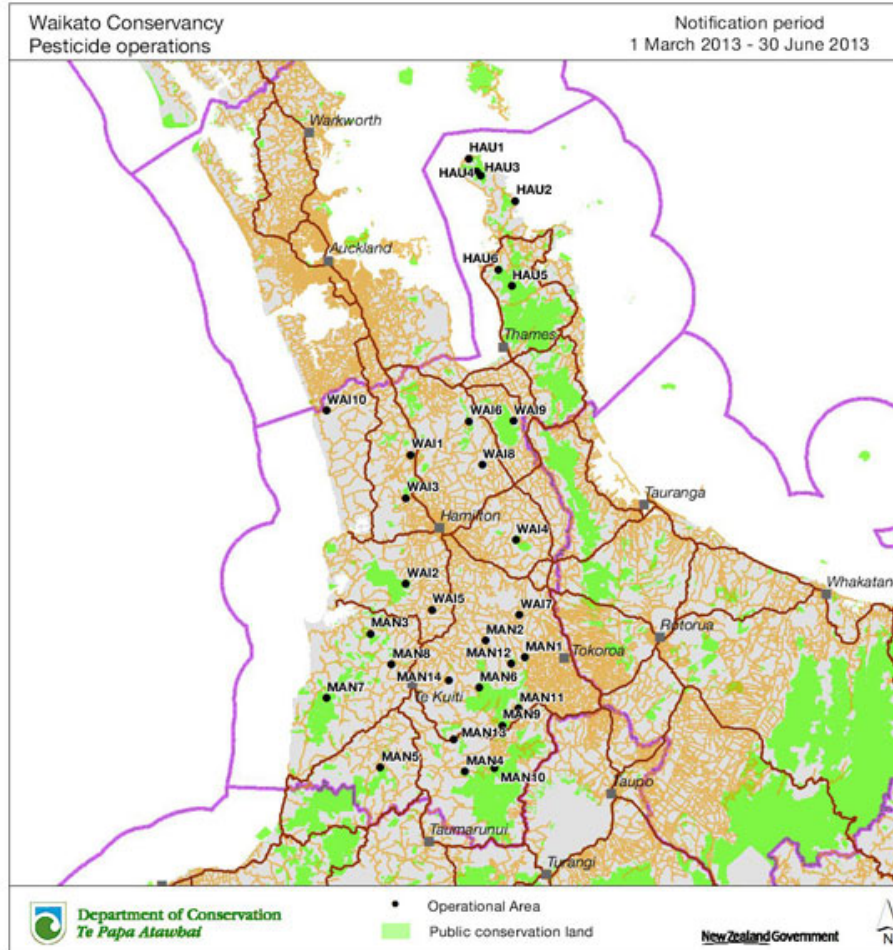 Waikato Conservancy
Pesticide operations
Notification period
1 March 2013 - 30 June 2013
Warkworth
HAU1
HAU4 HAU3
HAU2
Auckland
HAU6
HAU5
Thames
WAI10
WAI6 WAI9
WAI1
WAI8
WAI3
Tauranga
Hamilton
WAI4
WAI2
Whakatan
WAI5
WAI7
MAN3
MAN2
Rotorua
MAN8
MAN12 MAN1
Tokoroa
MAN14
MAN6
MAN7
Te Kuiti
MAN11
MAN9
MAN13
MAN5
MAN4
MAN10
Taupo
Taumarunui
Turangi
Department of Conservation
Te Papa Atawbai
Operational Area
Public conservation land
New Zealand Government
N